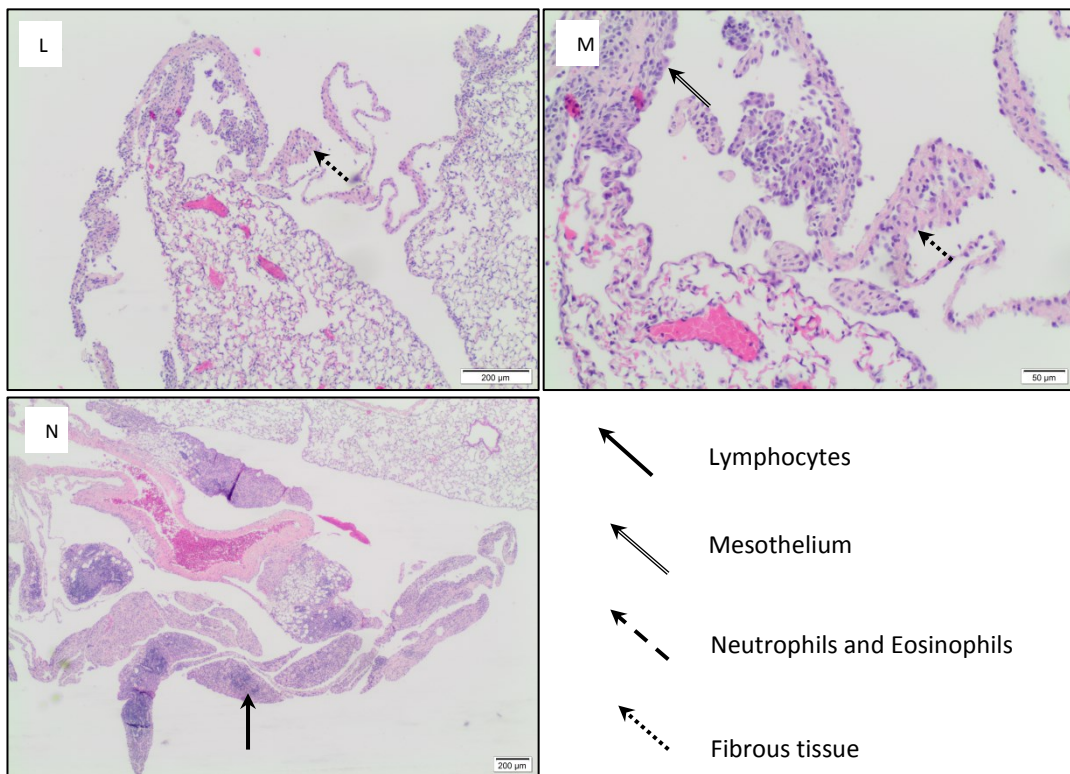 L
M
200 µm
50 µm
N
200 µm
Lymphocytes
Mesothelium
Neutrophils and Eosinophils
Fibrous tissue